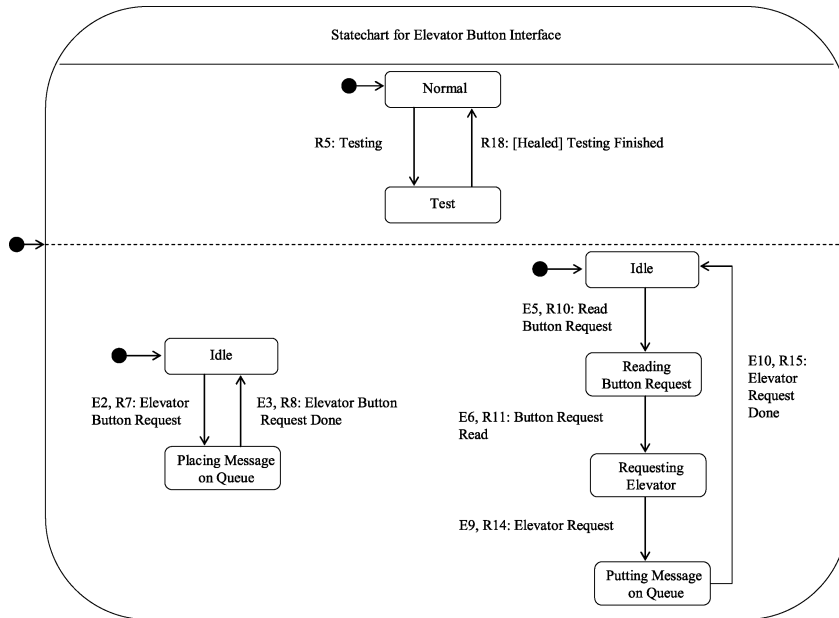 Statechart for Elevator Button Interface
Normal
R5: Testing
R18: [Healed] Testing Finished
Test
Idle
E5, R10: Read
Button Request
Reading
Button Request
E10, R15:
Elevator
Request
Done
E6, R11: Button Request
Read
Requesting
Elevator
E9, R14: Elevator Request
Putting Message
on Queue
Idle
E2, R7: Elevator
Button Request
E3, R8: Elevator Button
Request Done
Placing Message
on Queue